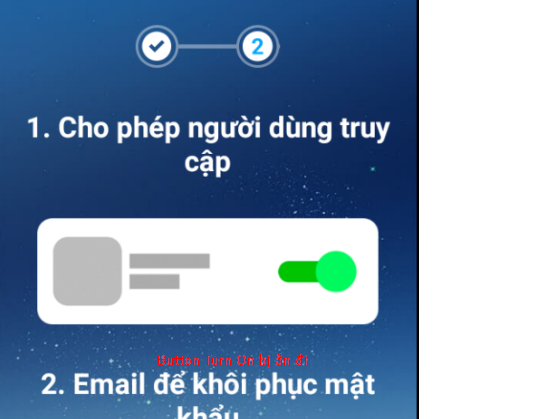 2
1. Cho phép người dùng truy
cập
Button Turn On bị ẩn đi
2. Email để khôi phục mật
khẩu